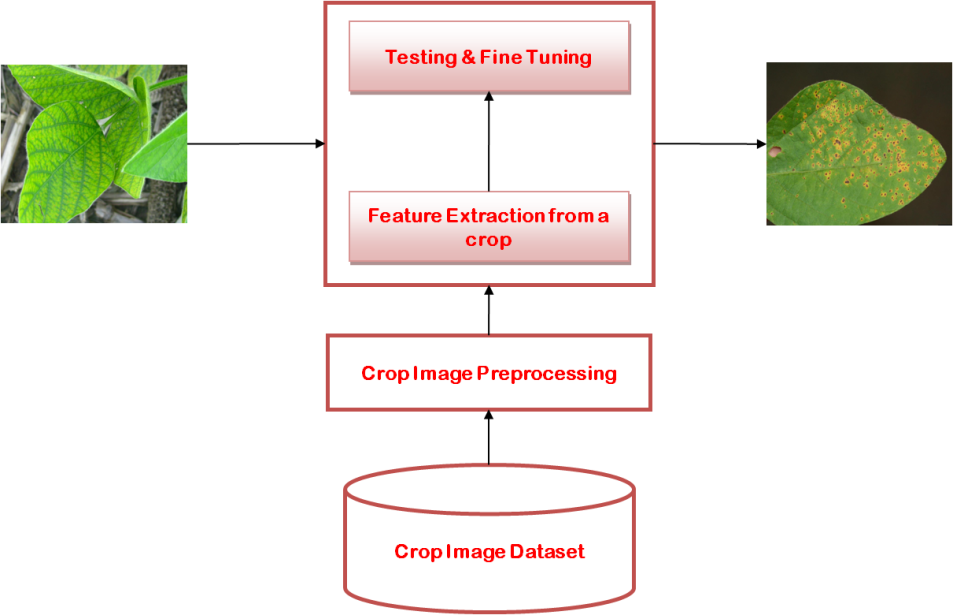 Testing & Fine Tuning
Feature Extraction from a
crop
Crop Image Preprocessing
Crop Image Dataset